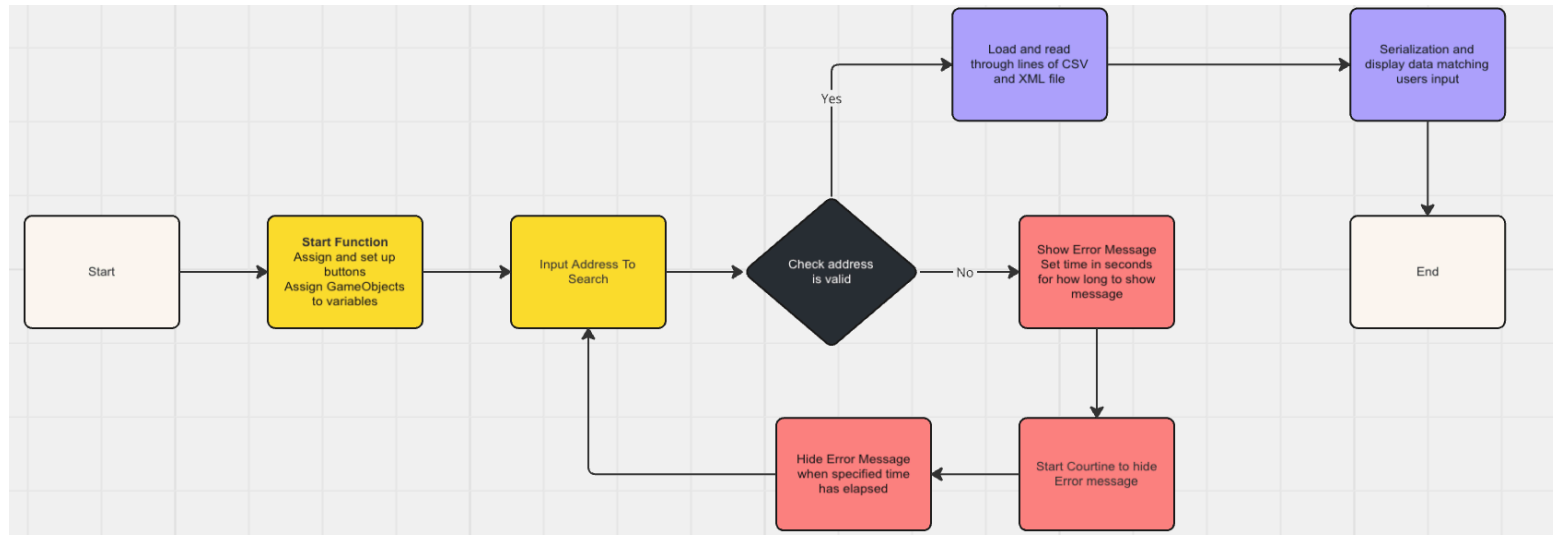 Load and read
through lines of CSV
and XML file
Serialization and
display data matching
users input
Yes
Start
Start Function
Assign and set up
buttons
Assign GameObjects
to variables
Input Address To
Search
Check address
is valid
No
Show Error Message
Set time in seconds
for how long to show
message
End
Hide Error Message
when specified time
has elapsed
Start Courtine to hide
Error message